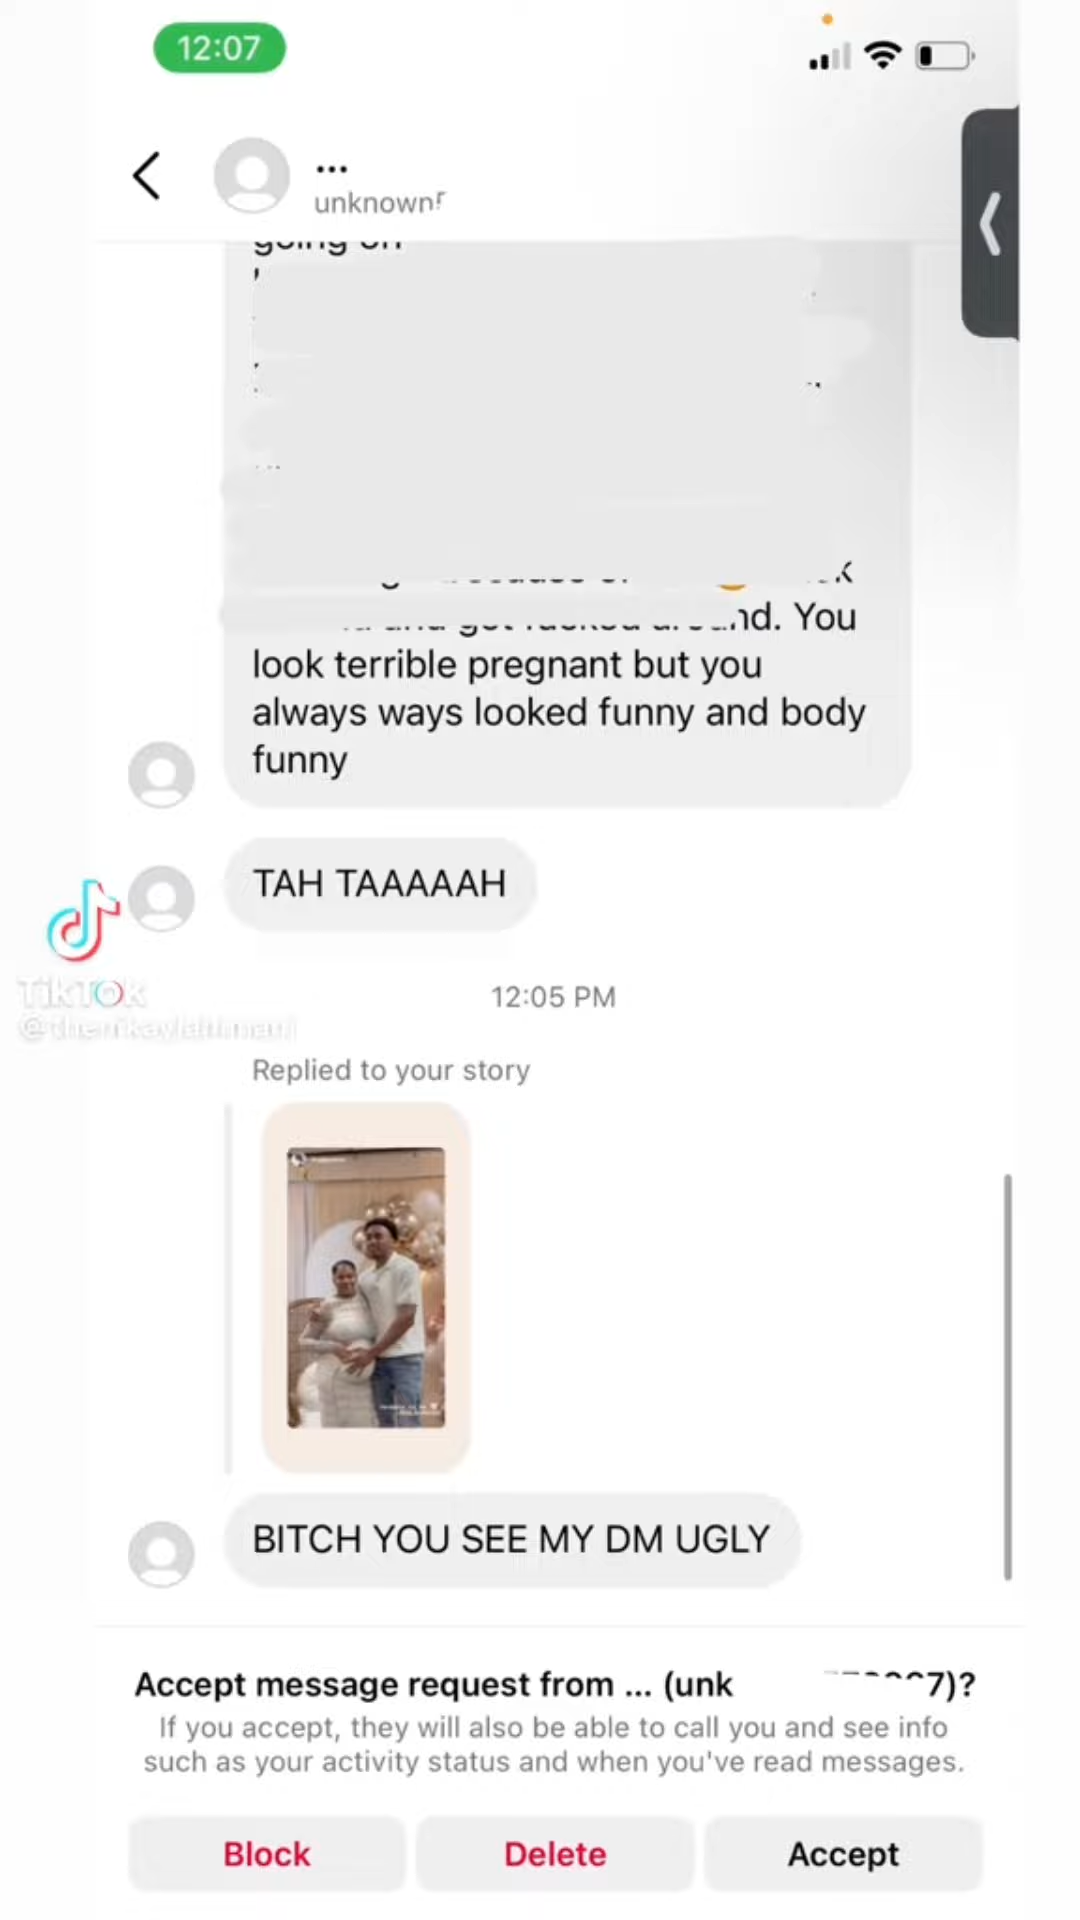 12:07
...
unknown
going on
and. You
look terrible pregnant but you
always ways looked funny and body
funny
TAH TAAAAAH
TikTok
12:05 PM
Replied to your story
BITCH YOU SEE MY DM UGLY
Accept message request from ... (unk 7)?
If you accept, they will also be able to call you and see info
such as your activity status and when you've read messages.
Block
Delete
Accept